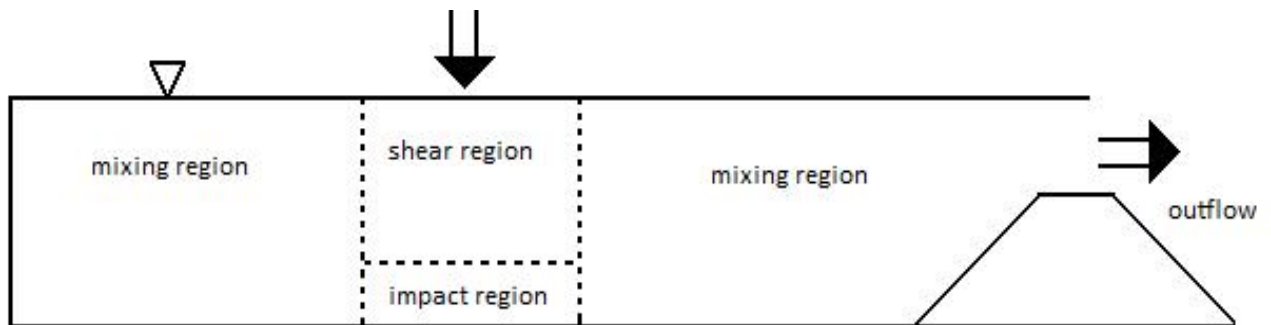 shear region
mixing region
mixing region
outflow
impact region